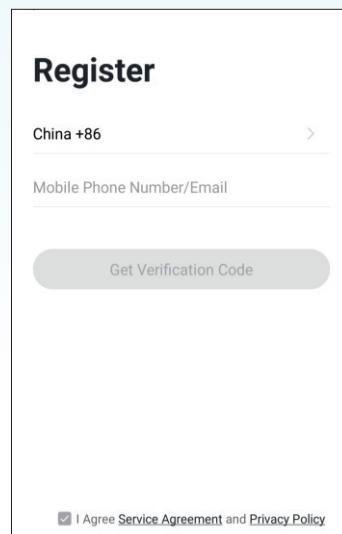 Register
China +86
Mobile Phone Number/Email
Get Verification Code
I Agree Service Agreement and Privacy Policy